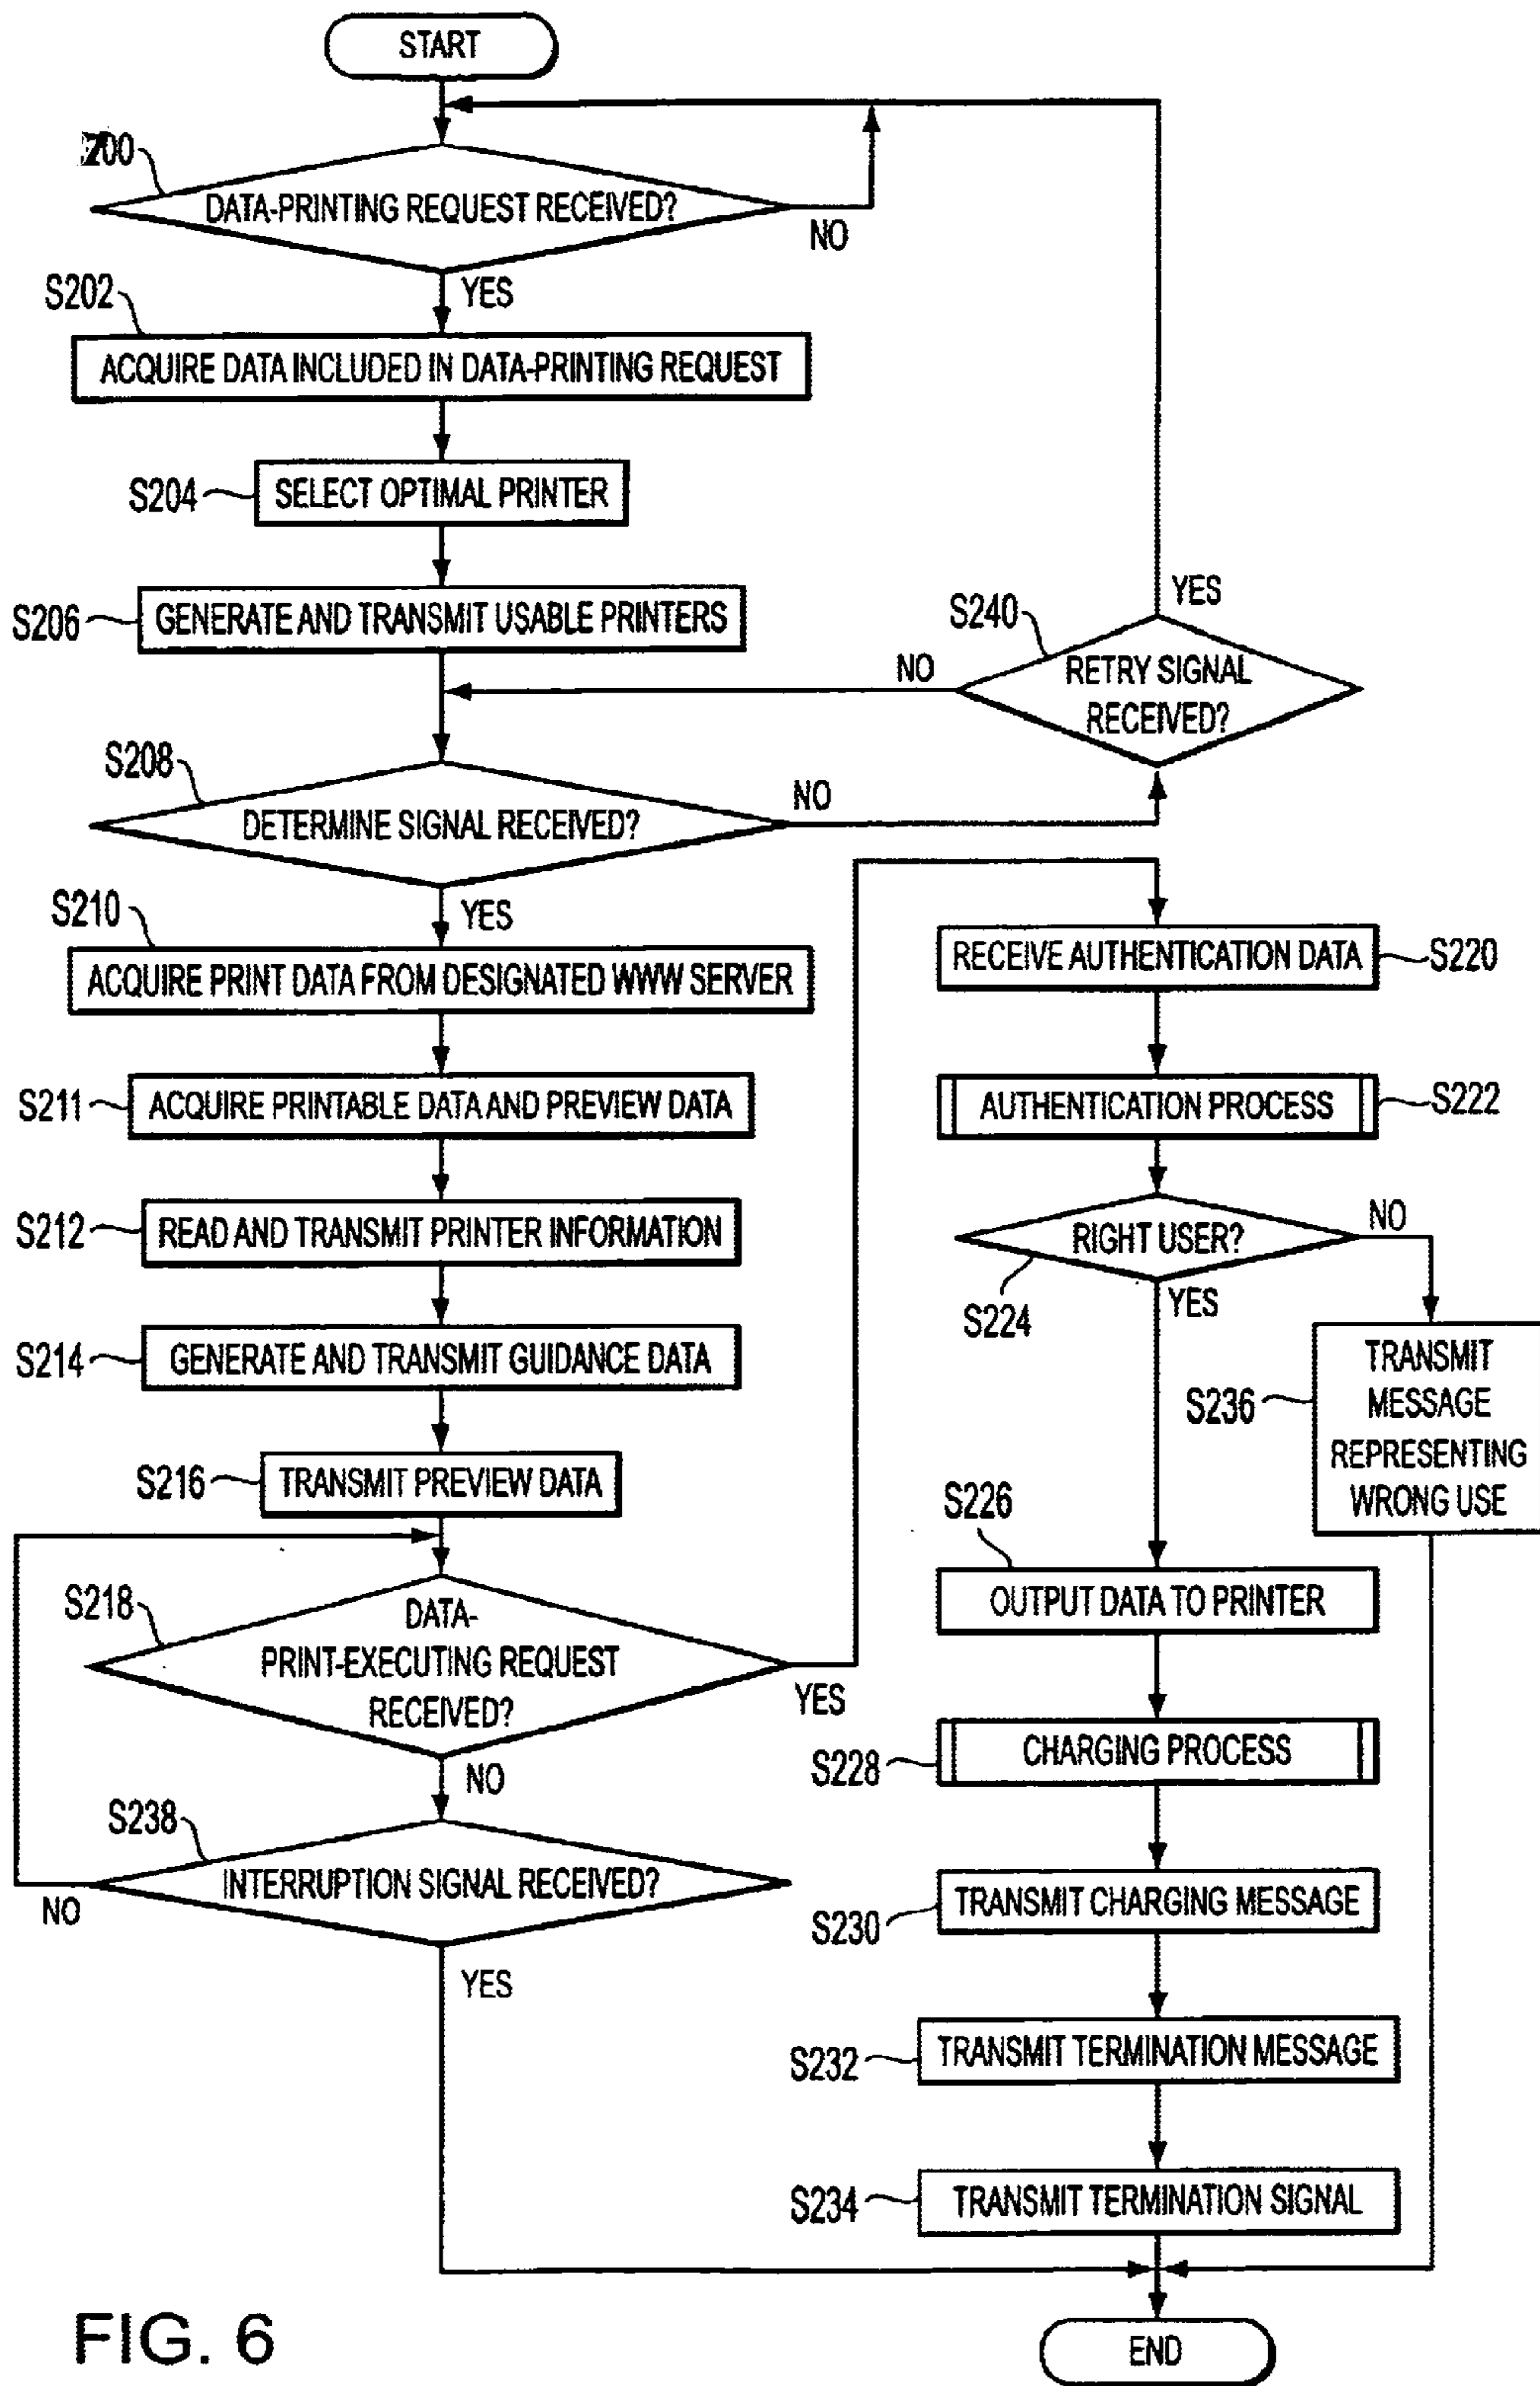 START
DATA-PRINTING REQUEST RECEIVED?
NO
YES
S202
ACQUIRE DATA INCLUDED IN DATA-PRINTING REQUEST
S204
SELECT OPTIMAL PRINTER
S206
GENERATE AND TRANSMIT USABLE PRINTERS
S240
YES
NO
RETRY SIGNAL
RECEIVED?
S208
DETERMINE SIGNAL RECEIVED?
NO
YES
S210
ACQUIRE PRINT DATA FROM DESIGNATED WWW SERVER
S211
ACQUIRE PRINTABLE DATA AND PREVIEW DATA
S212
READ AND TRANSMIT PRINTER INFORMATION
S214
GENERATE AND TRANSMIT GUIDANCE DATA
S216
TRANSMIT PREVIEW DATA
S218
DATA-
PRINT-EXECUTING REQUEST
RECEIVED?
YES
NO
S238
INTERRUPTION SIGNAL RECEIVED?
NO
YES
RECEIVE AUTHENTICATION DATA
S220
AUTHENTICATION PROCESS
S222
RIGHT USER?
NO
S224
YES
S236
TRANSMIT
MESSAGE
REPRESENTING
WRONG USE
S226
OUTPUT DATA TO PRINTER
S228
CHARGING PROCESS
S230
TRANSMIT CHARGING MESSAGE
S232
TRANSMIT TERMINATION MESSAGE
S234
TRANSMIT TERMINATION SIGNAL
END
FIG. 6